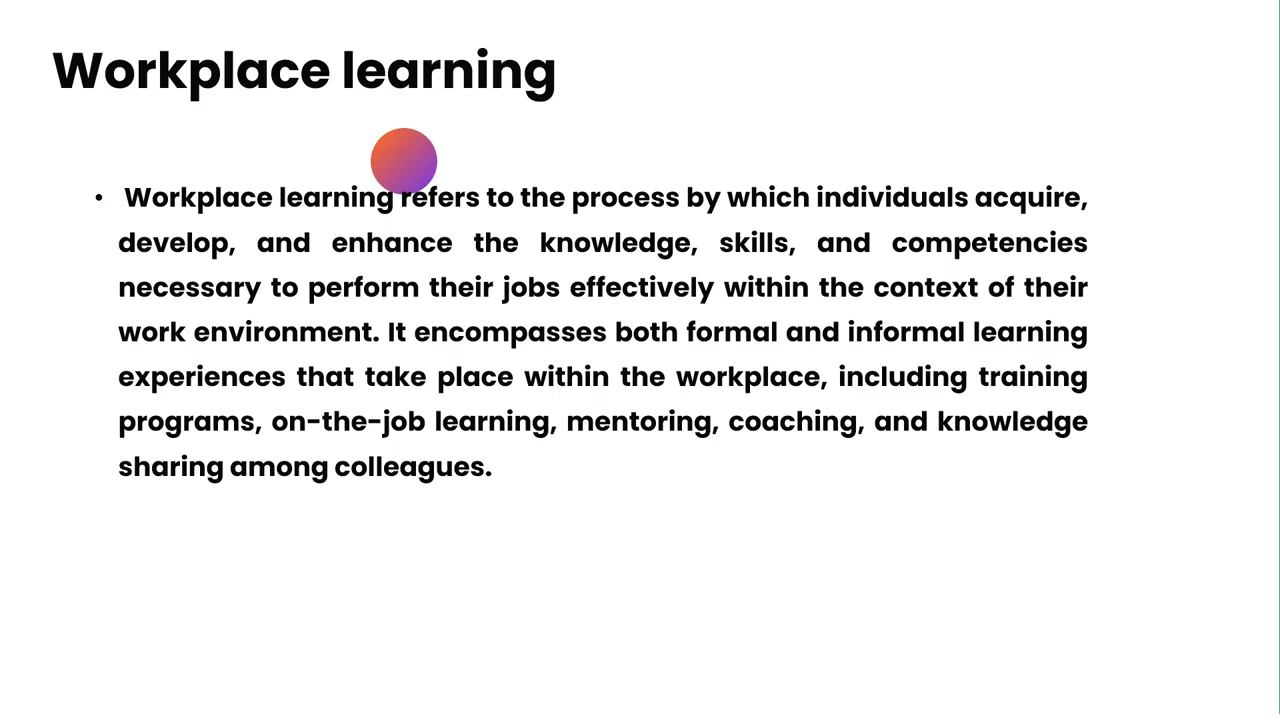 Workplace learning
• Workplace learning refers to the process by which individuals acquire,
develop, and enhance the knowledge, skills, and competencies
necessary to perform their jobs effectively within the context of their
work environment. It encompasses both formal and informal learning
experiences that take place within the workplace, including training
programs, on-the-job learning, mentoring, coaching, and knowledge
sharing among colleagues.